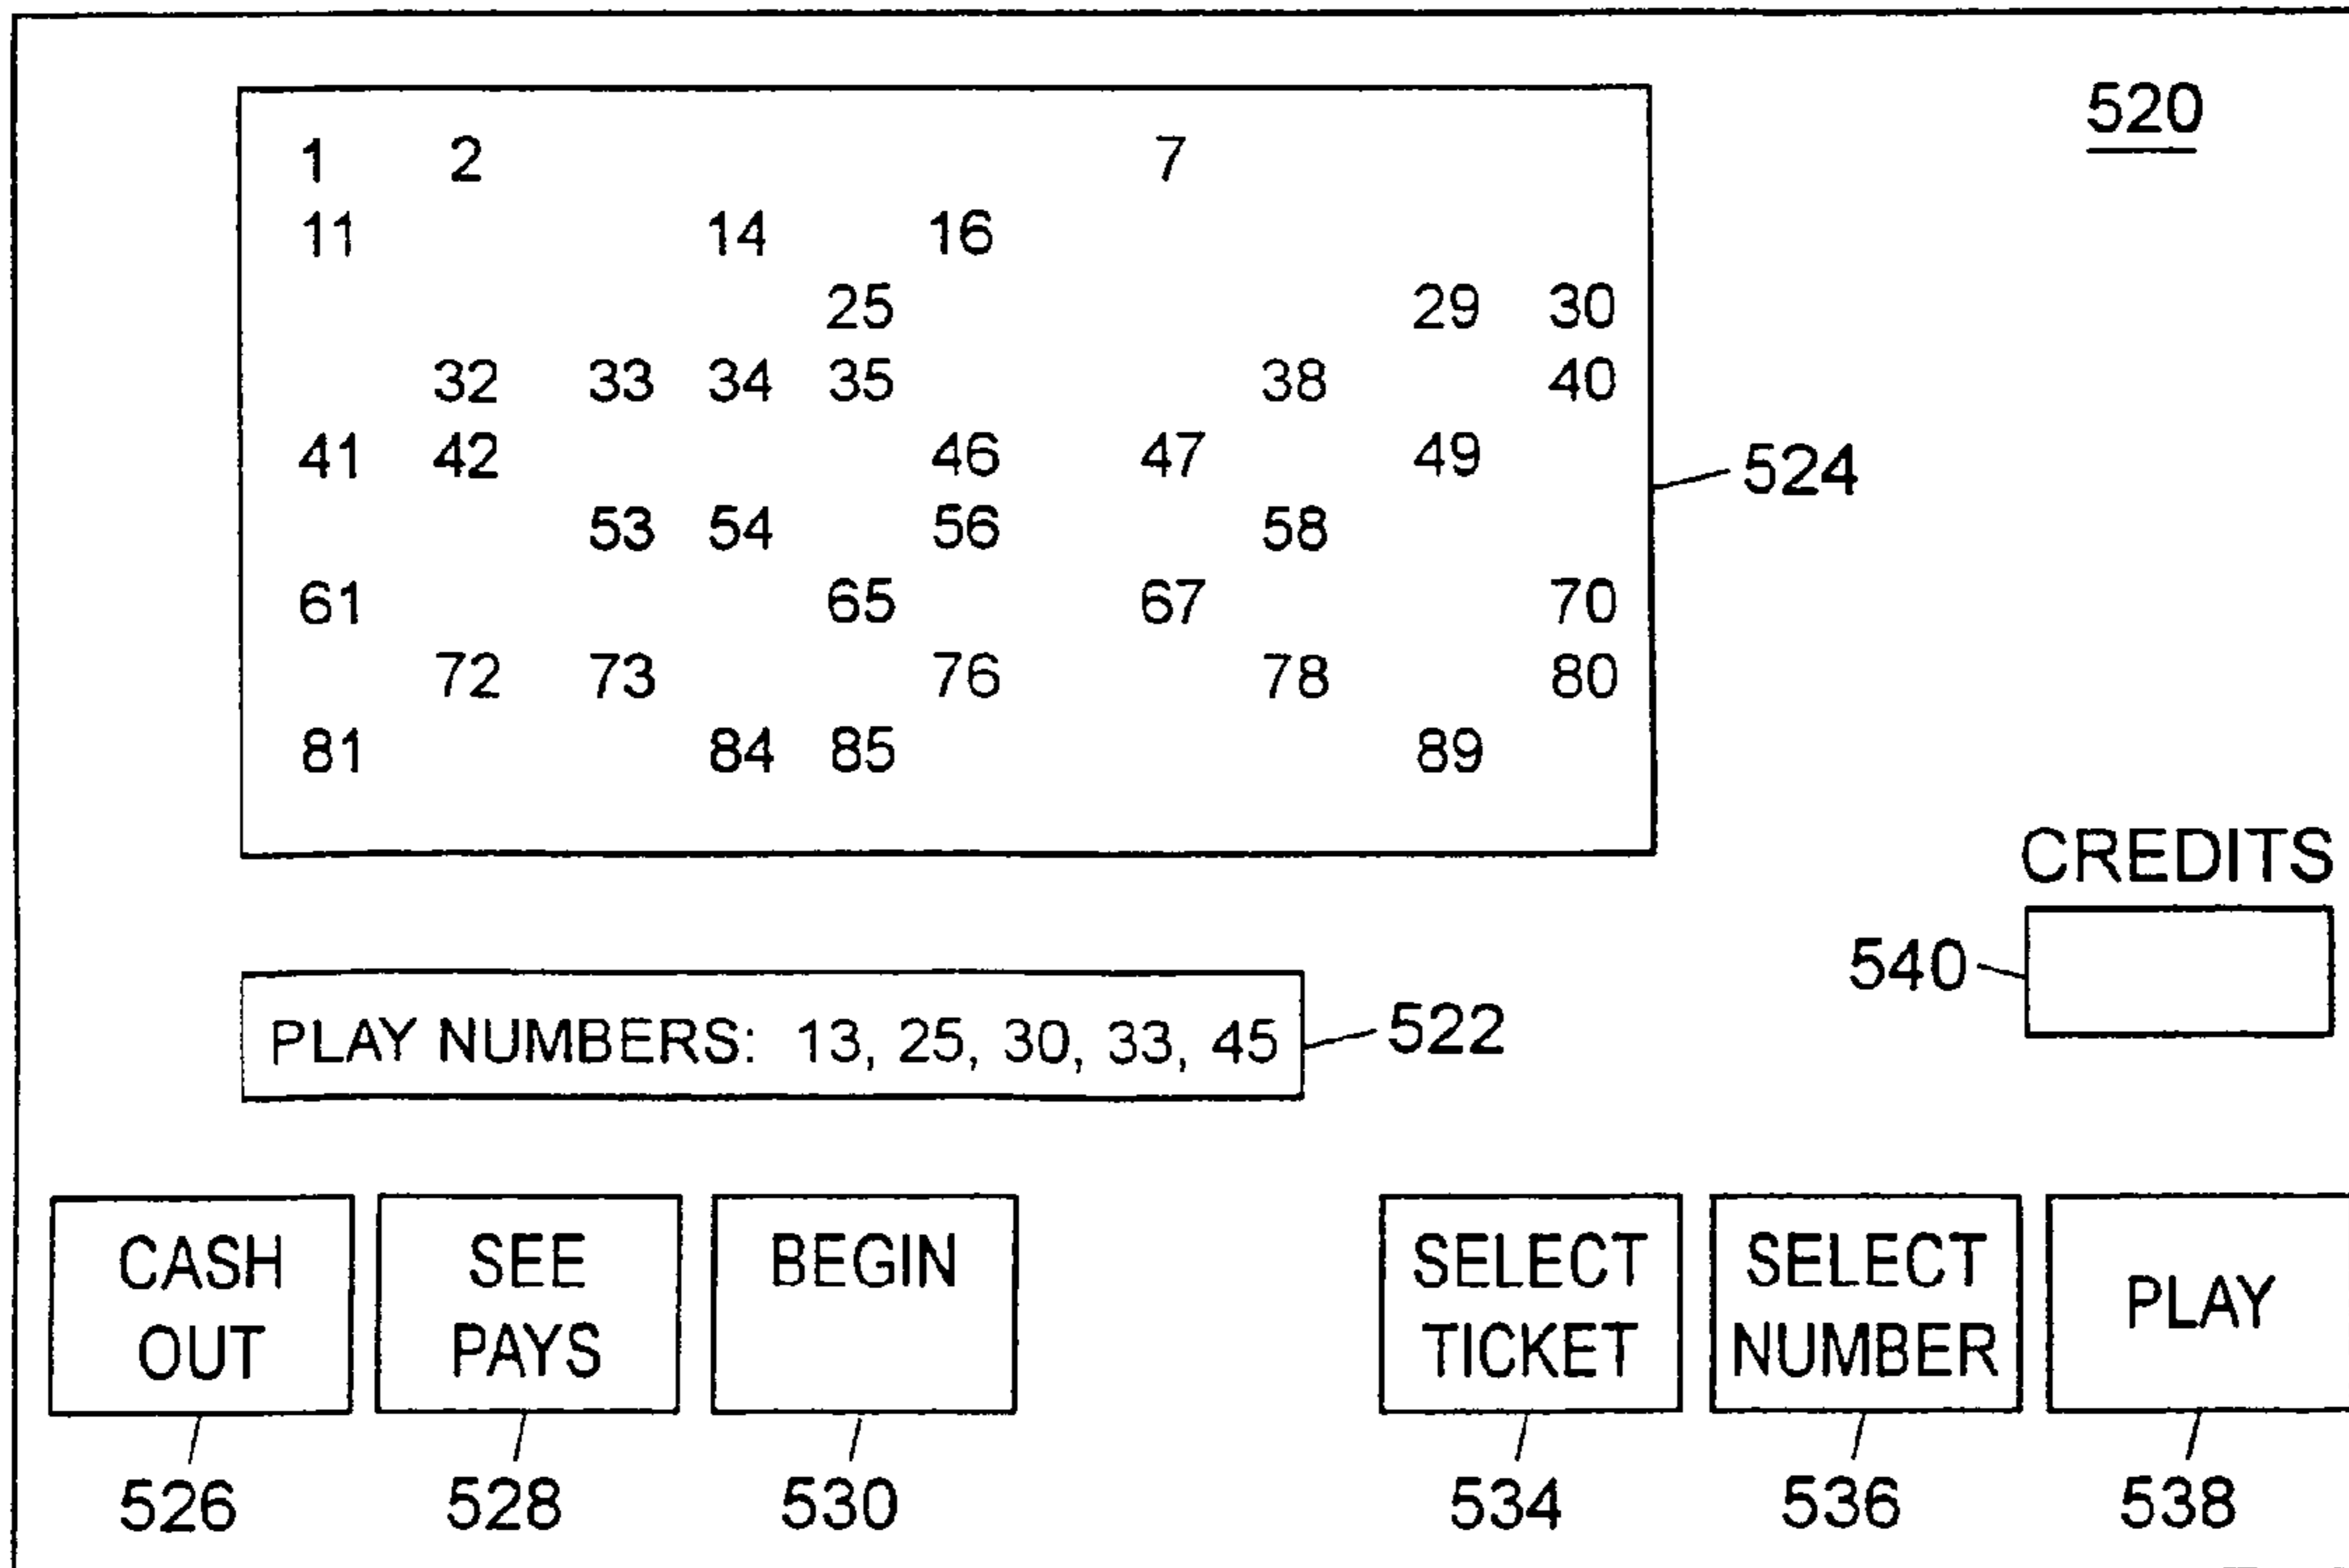 520
1 2 7
11 14 16
25 29 30
32 33 34 35 38 40
41 42 46 47 49
524
53 54 56 58
61 65 67 70
72 73 76 78 80
81 84 85 89
CREDITS
540
PLAY NUMBERS: 13, 25, 30, 33, 45
522
CASH
OUT
SEE
PAYS
BEGIN
SELECT
TICKET
SELECT
NUMBER
PLAY
526 528 530 534 536 538